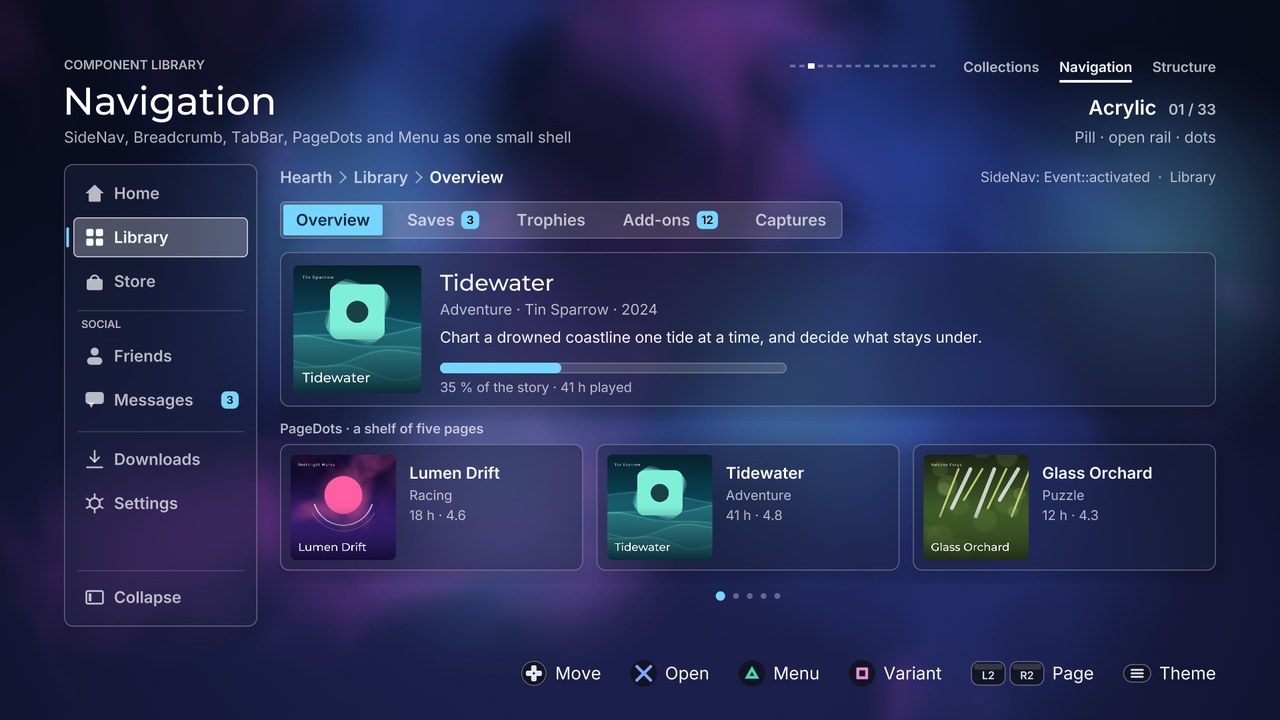 COMPONENT LIBRARY
Navigation
SideNav, Breadcrumb, TabBar, PageDots and Menu as one small shell
Collections Navigation Structure
Acrylic 01 / 33
Pill · open rail · dots
Home
Library
Store
SOCIAL
Friends
Messages 3
Downloads
Settings
Collapse
Hearth > Library > Overview
SideNav: Event::activated · Library
Overview Saves 3 Trophies Add-ons 12 Captures
Tin Sparrow
Tidewater
Tidewater
Adventure · Tin Sparrow · 2024
Chart a drowned coastline one tide at a time, and decide what stays under.
35 % of the story · 41 h played
PageDots · a shelf of five pages
Lumen Drift
Lumen Drift
Racing
18 h · 4.6
Tin Sparrow
Tidewater
Tidewater
Adventure
41 h · 4.8
Glass Orchard
Glass Orchard
Puzzle
12 h · 4.3
Move Open Menu Variant L2 R2 Page Theme